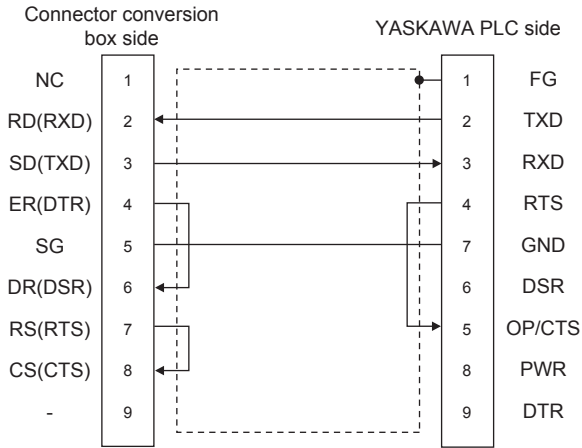 Connector conversion
box side
YASKAWA PLC side
NC 1 1 FG
RD(RXD) 2 2 TXD
SD(TXD) 3 3 RXD
ER(DTR) 4 4 RTS
SG 5 7 GND
DR(DSR) 6 6 DSR
RS(RTS) 7 5 OP/CTS
CS(CTS) 8 8 PWR
- 9 9 DTR